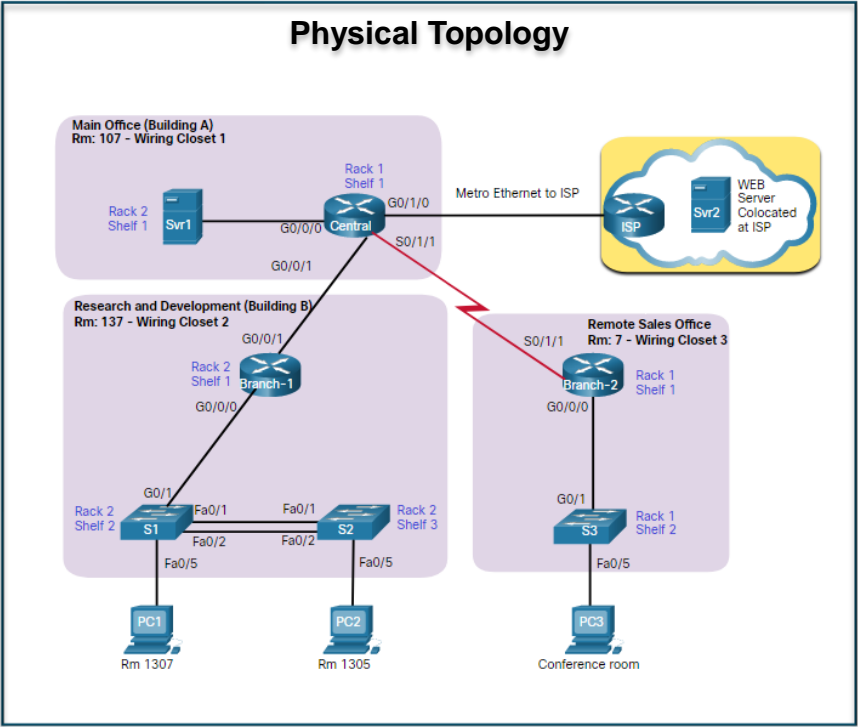 Physical Topology
Main Office (Building A)
Rm: 107 - Wiring Closet 1
Rack 1
Shelf 1
G0/1/0
Metro Ethernet to ISP
WEB
Server
Colocated
at ISP
Svr2
ISP
Rack 2
Shelf 1
Svr1
G0/0/0
Central
S0/1/1
G0/0/1
Research and Development (Building B)
Rm: 137 - Wiring Closet 2
G0/0/1
Rack 2
Shelf 1
Branch-1
G0/0/0
Remote Sales Office
Rm: 7 - Wiring Closet 3
S0/1/1
Branch-2
Rack 1
Shelf 1
G0/0/0
G0/1
Rack 2
Shelf 2
S1
Fa0/1
Fa0/1
Fa0/2
Fa0/2
S2
Rack 2
Shelf 3
Fa0/5
Fa0/5
G0/1
S3
Rack 1
Shelf 2
Fa0/5
PC1
PC2
PC3
Rm 1307
Rm 1305
Conference room